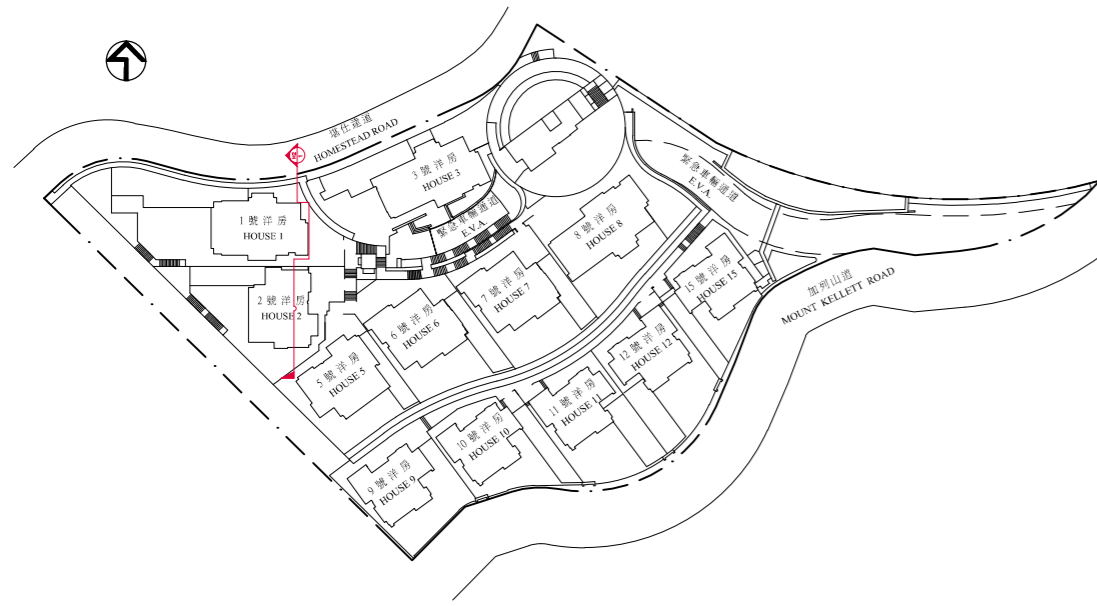 堪仕達道
HOMESTEAD ROAD
3 號 洋 房
HOUSE 3
緊急車輛通道
E.V.A.
緊急車輛通道
E.V.A.
1 號 洋 房
HOUSE 1
8 號 洋 房
HOUSE 8
2 號 洋 房
HOUSE 2
7 號 洋 房
HOUSE 7
15 號 洋 房
HOUSE 15
加列山道
MOUNT KELLETT ROAD
6 號 洋 房
HOUSE 6
5 號 洋 房
HOUSE 5
12 號 洋 房
HOUSE 12
11 號 洋 房
HOUSE 11
10 號 洋 房
HOUSE 10
9 號 洋 房
HOUSE 9